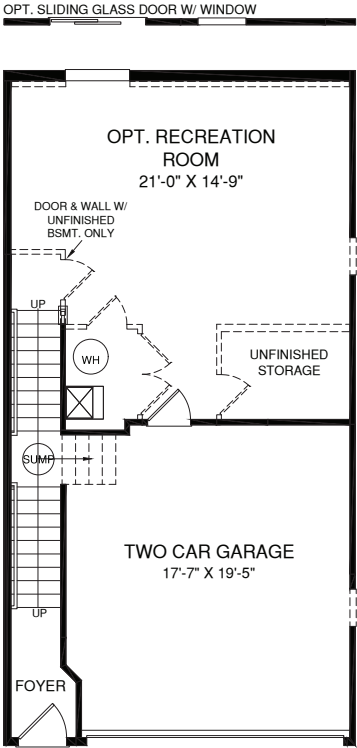 OPT. SLIDING GLASS DOOR W/ WINDOW
OPT. RECREATION
ROOM
21'-0" X 14'-9"
DOOR & WALL W/
UNFINISHED
BSMT. ONLY
UP
WH
UNFINISHED
STORAGE
SUMP
TWO CAR GARAGE
17'-7" X 19'-5"
UP
FOYER